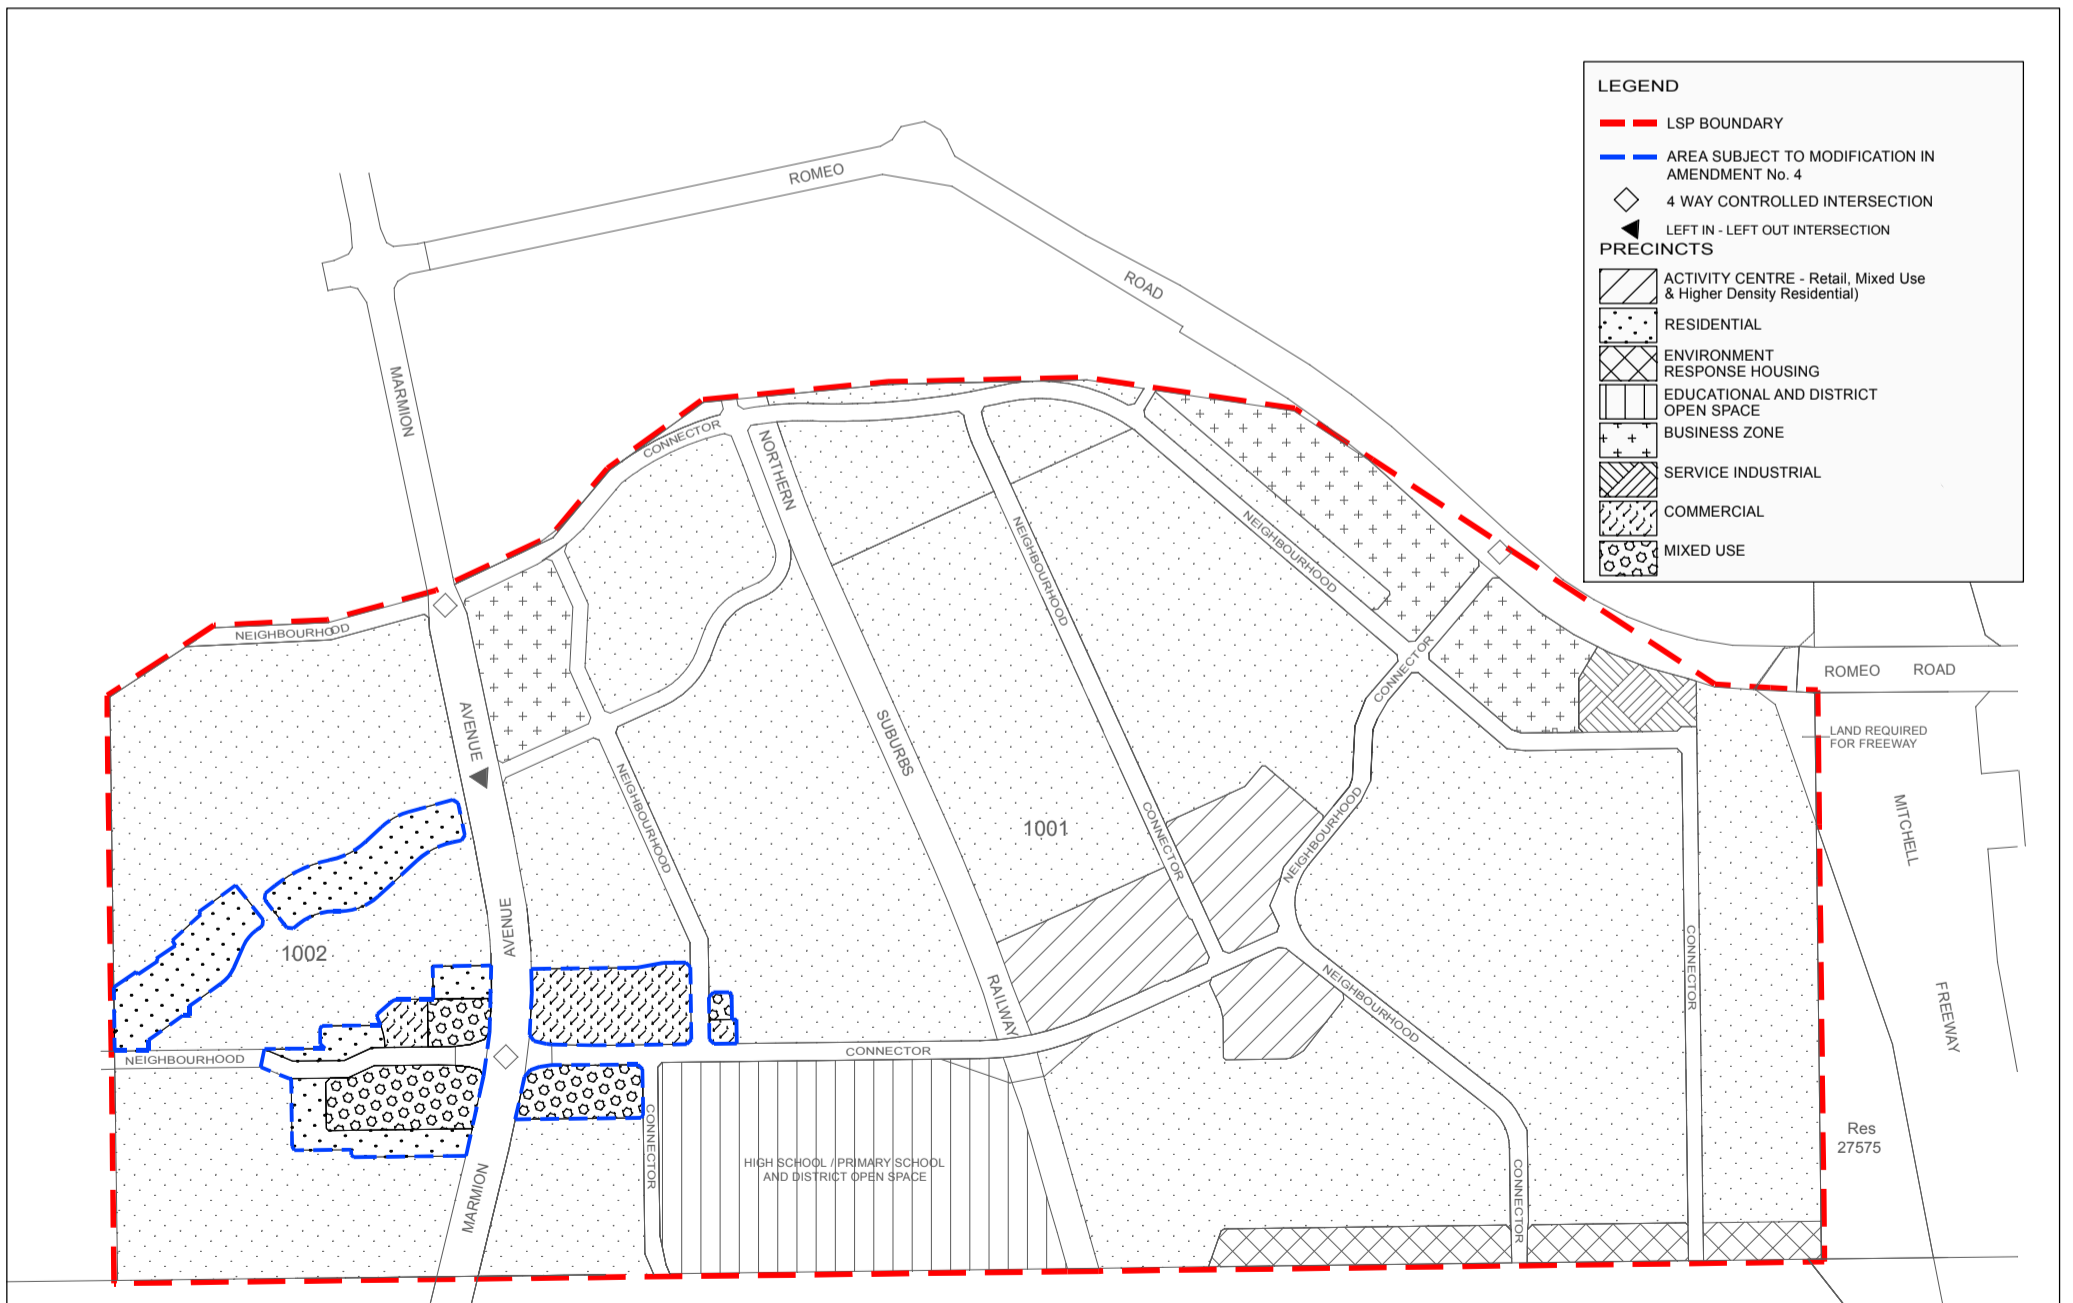 LEGEND
LSP BOUNDARY
AREA SUBJECT TO MODIFICATION IN
AMENDMENT No. 4
4 WAY CONTROLLED INTERSECTION
LEFT IN - LEFT OUT INTERSECTION
PRECINCTS
ACTIVITY CENTRE - Retail, Mixed Use
& Higher Density Residential)
RESIDENTIAL
ENVIRONMENT
RESPONSE HOUSING
EDUCATIONAL AND DISTRICT
OPEN SPACE
BUSINESS ZONE
SERVICE INDUSTRIAL
COMMERCIAL
MIXED USE
ROMEO
ROAD
MARMION
CONNECTOR
NORTHERN
NEIGHBOURHOOD
NEIGHBOURHOOD
NEIGHBOURHOOD
CONNECTOR
ROMEO ROAD
AVENUE
SUBURBS
LAND REQUIRED
FOR FREEWAY
NEIGHBOURHOOD
NEIGHBOURHOOD
CONNECTOR
1001
MITCHELL
AVENUE
1002
CONNECTOR
RAILWAY
NEIGHBOURHOOD
FREEWAY
NEIGHBOURHOOD
CONNECTOR
CONNECTOR
HIGH SCHOOL / PRIMARY SCHOOL
AND DISTRICT OPEN SPACE
Res
27575
MARMION
CONNECTOR